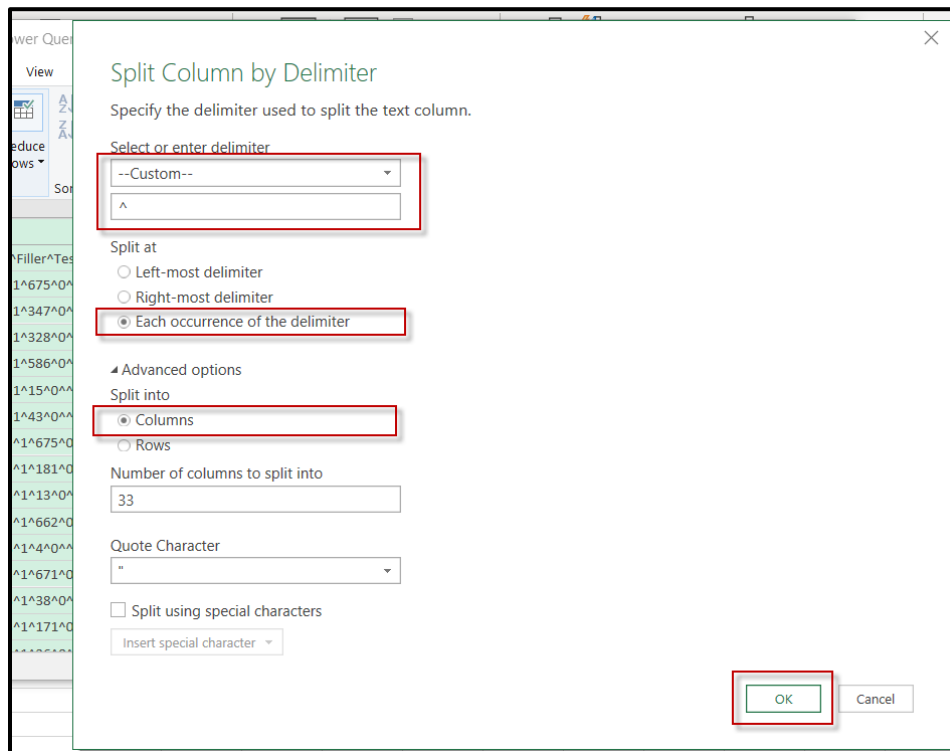 ower Quer
View
educe
ows
Sor
^Filler^Tes
1^675^0^
1^347^0^
1^328^0^
1^586^0^
1^15^0^^
1^43^0^^
^1^675^0
^1^181^0
^1^13^0^
^1^662^0
^1^4^0^^
^1^671^0
^1^38^0^
^1^171^0
Split Column by Delimiter
Specify the delimiter used to split the text column.
Select or enter delimiter
--Custom--
^
Split at
Left-most delimiter
Right-most delimiter
Each occurrence of the delimiter
Advanced options
Split into
Columns
Rows
Number of columns to split into
33
Quote Character
"
Split using special characters
Insert special character
OK Cancel